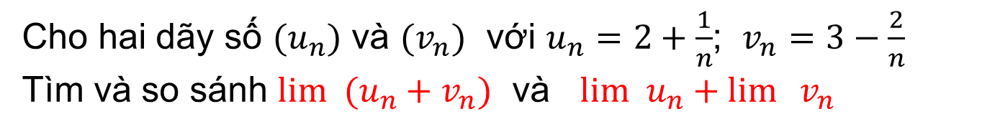 Cho hai dãy số (uₙ) và (vₙ) với uₙ = 2 + 1/n; vₙ = 3 − 2/n
Tìm và so sánh lim (uₙ + vₙ) và lim uₙ + lim vₙ